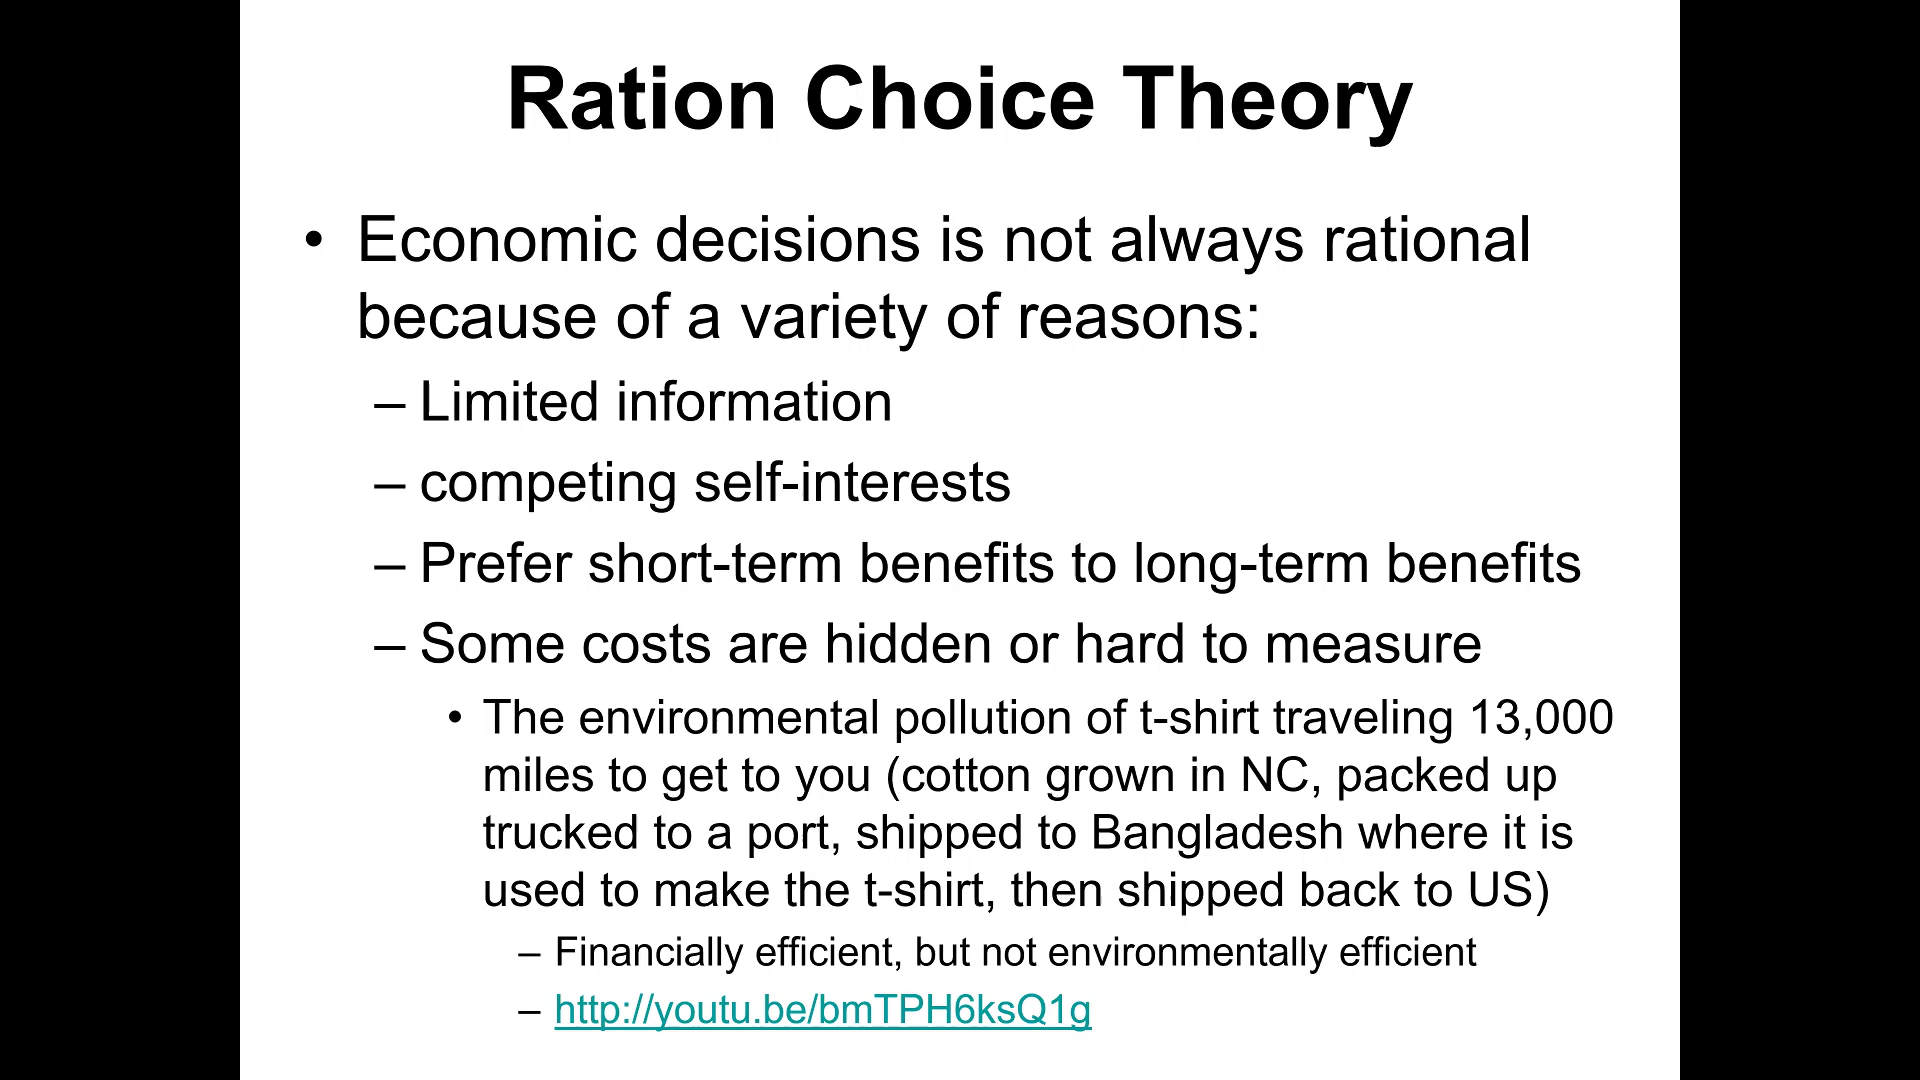 Ration Choice Theory
• Economic decisions is not always rational
because of a variety of reasons:
– Limited information
– competing self-interests
– Prefer short-term benefits to long-term benefits
– Some costs are hidden or hard to measure
• The environmental pollution of t-shirt traveling 13,000
miles to get to you (cotton grown in NC, packed up
trucked to a port, shipped to Bangladesh where it is
used to make the t-shirt, then shipped back to US)
– Financially efficient, but not environmentally efficient
– http://youtu.be/bmTPH6ksQ1g